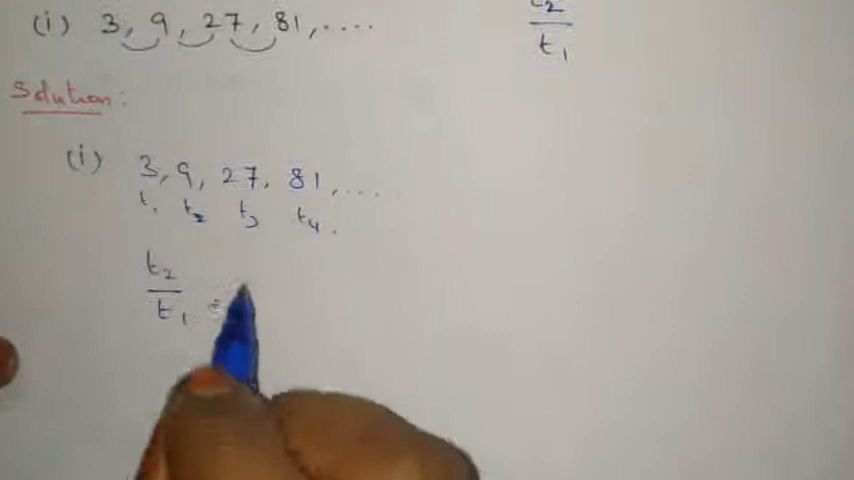 (i) 3, 9, 27, 81, ....
t2
t1
Solution:
(i) 3, 9, 27, 81, .....
t1 t2 t3 t4 .
t2
t1 =